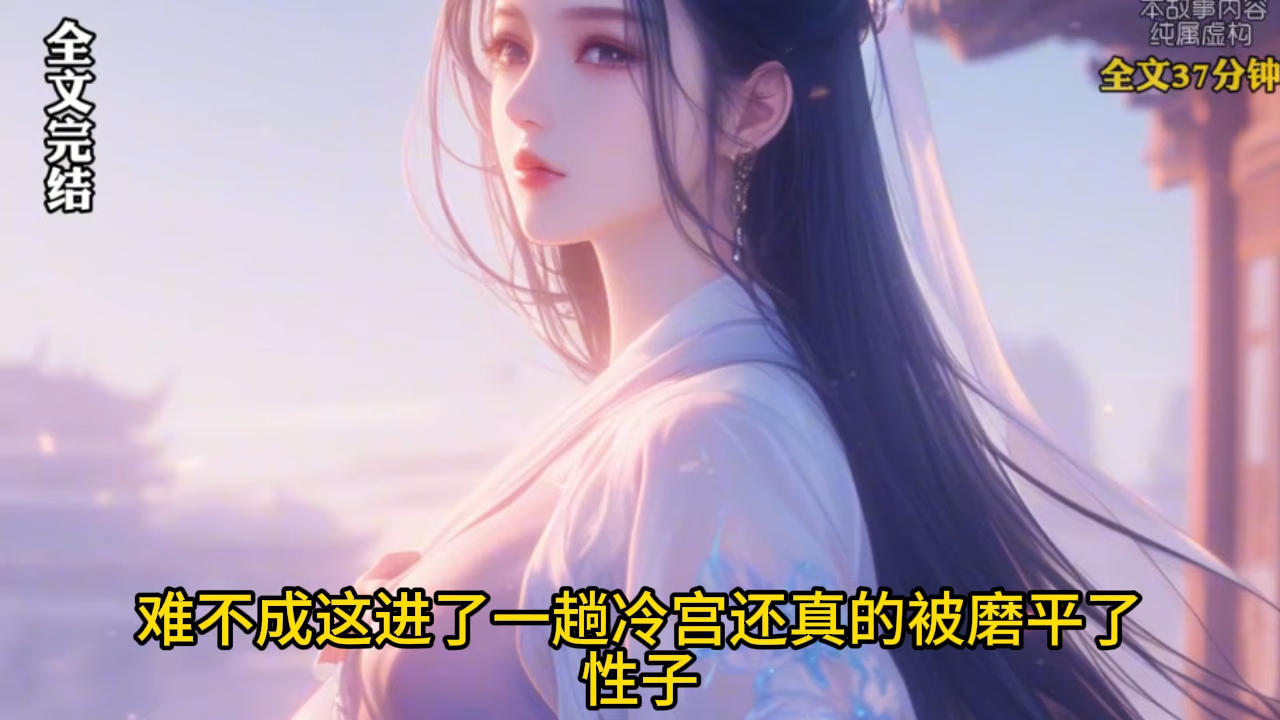 全文完结
本故事内容
纯属虚构
全文37分钟
难不成这进了一趟冷宫还真的被磨平了
性子